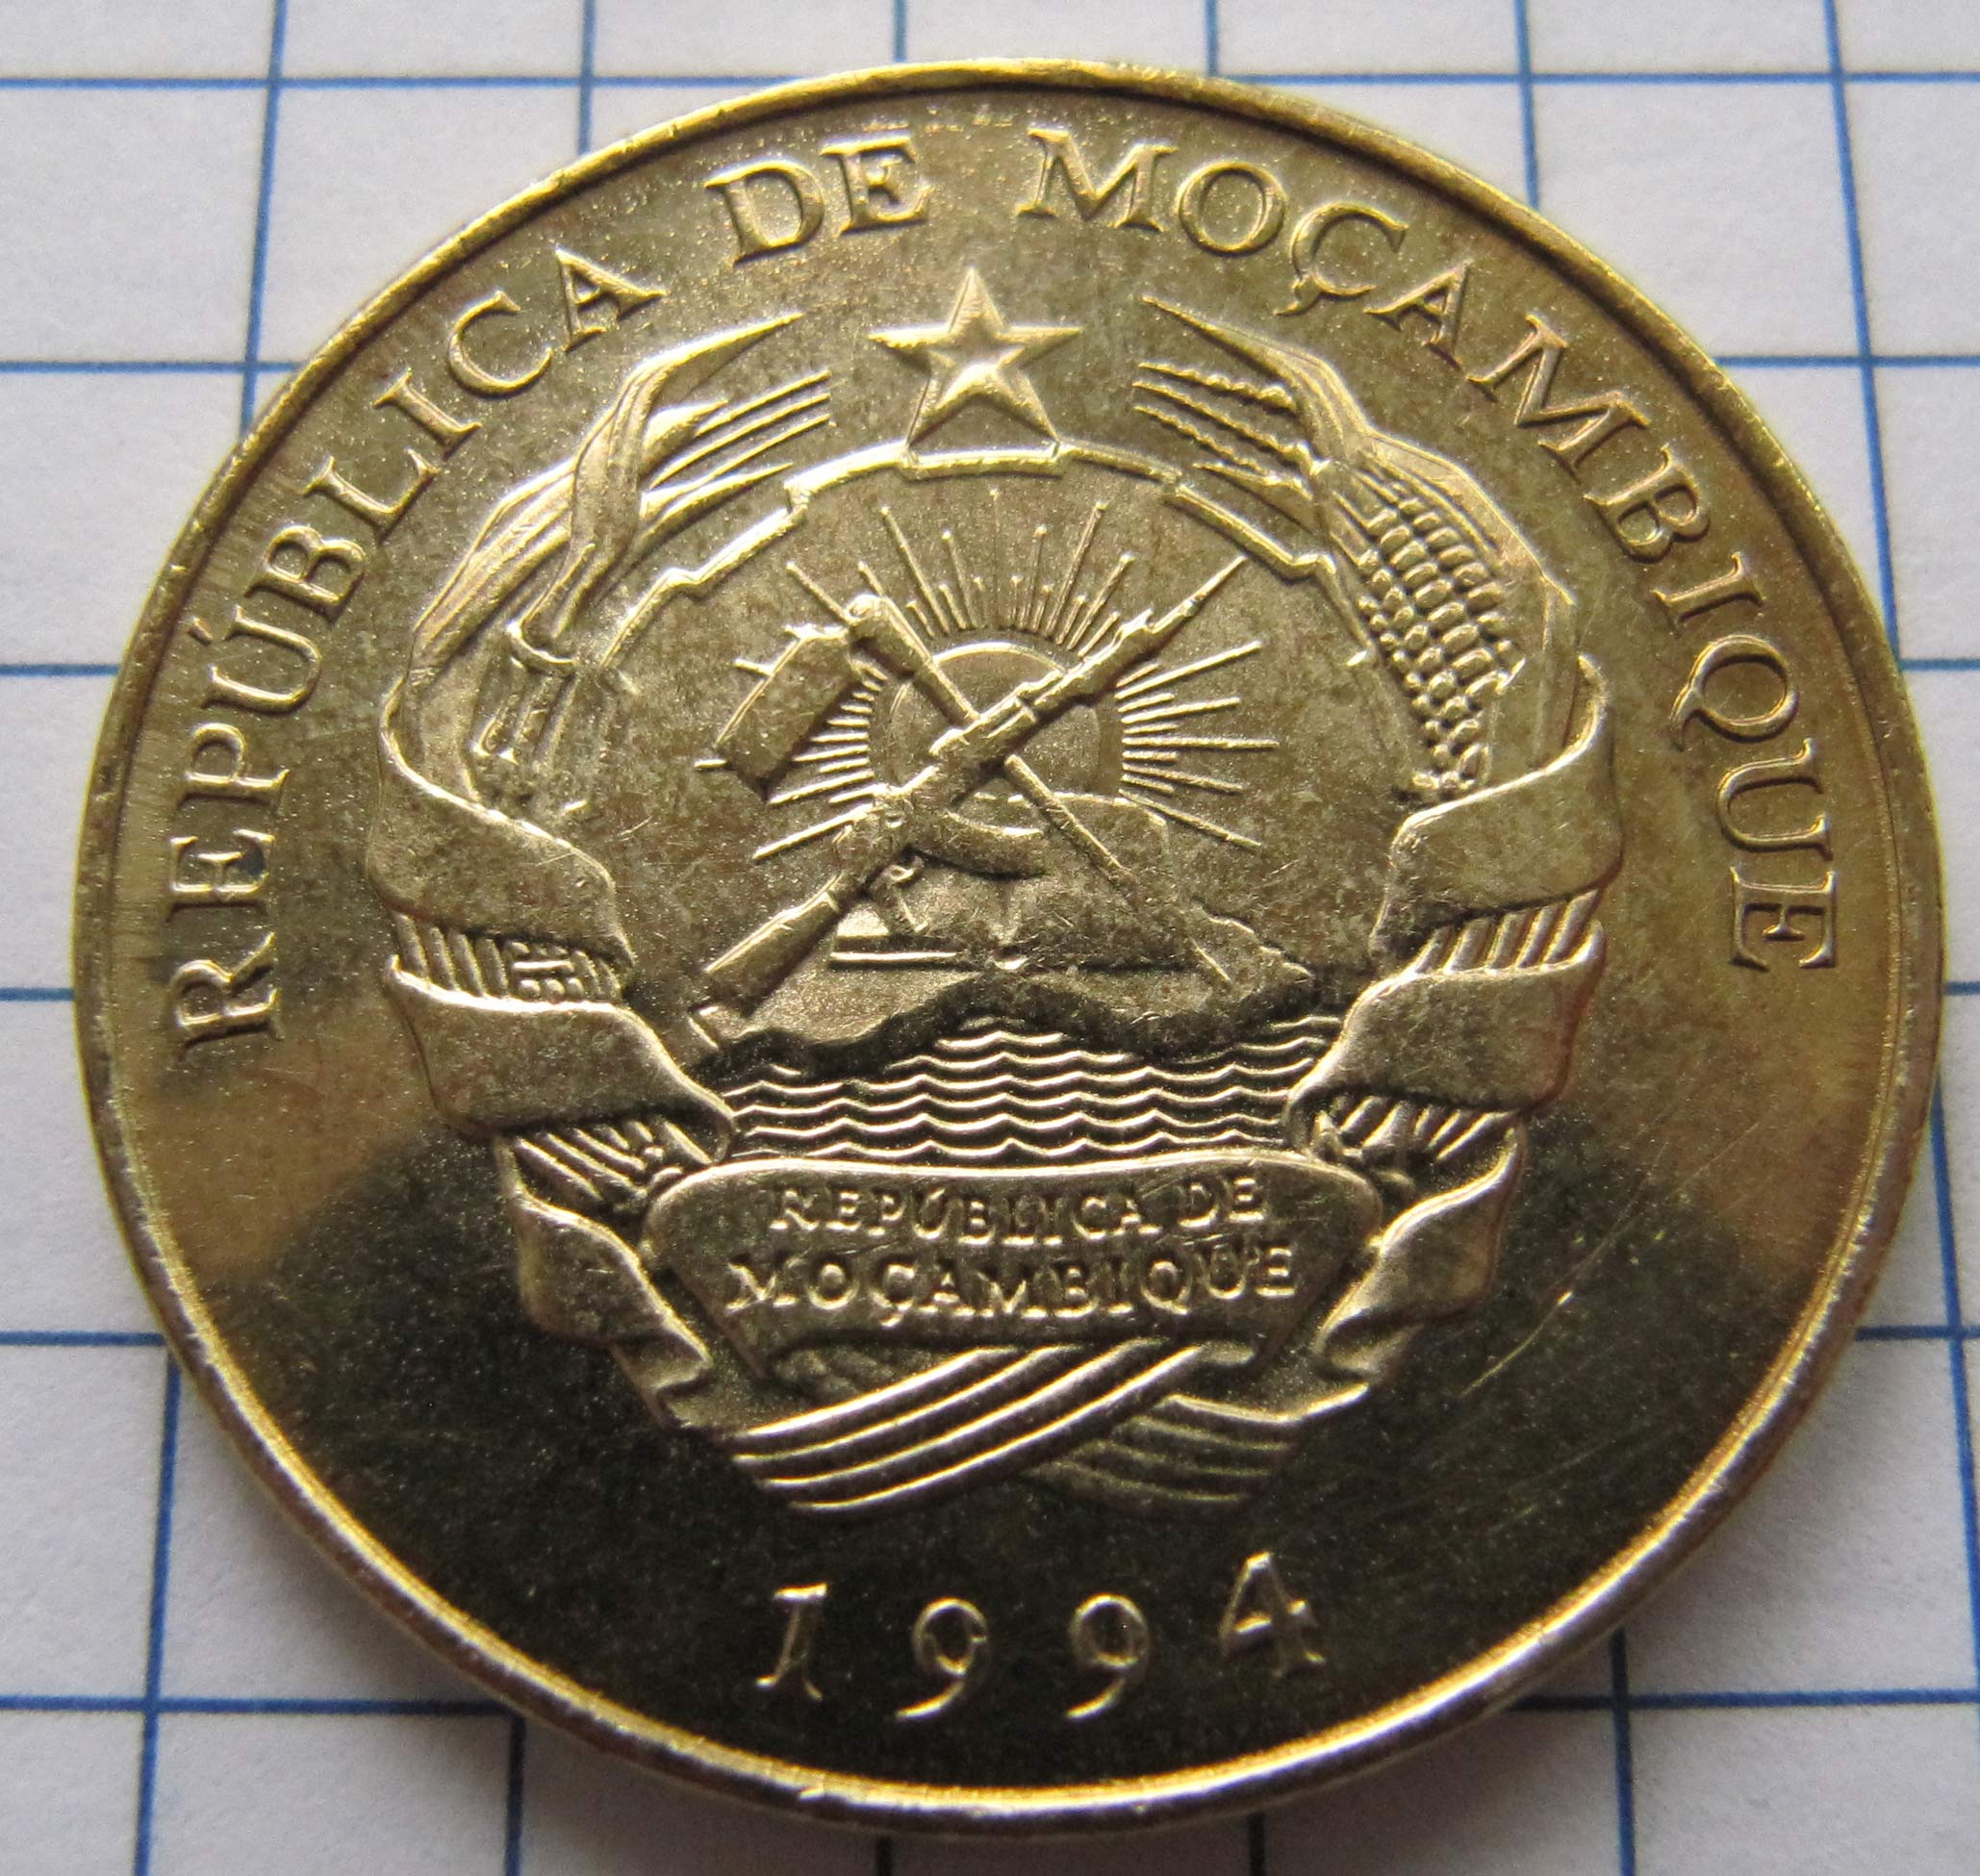 REPÚBLICA DE MOÇAMBIQUE
REPÚBLICA DE
MOÇAMBIQUE
1994